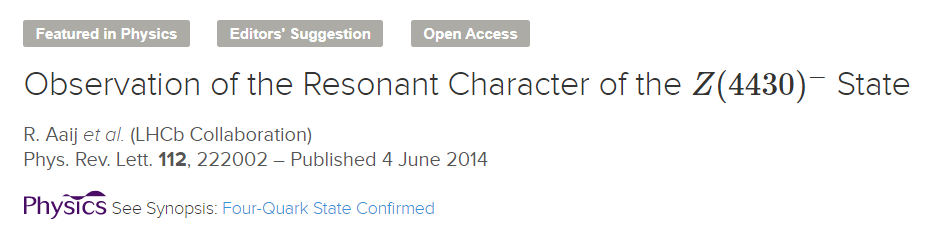 Featured in Physics Editors' Suggestion Open Access
Observation of the Resonant Character of the Z(4430)⁻ State
R. Aaij et al. (LHCb Collaboration)
Phys. Rev. Lett. 112, 222002 – Published 4 June 2014
Physics See Synopsis: Four-Quark State Confirmed